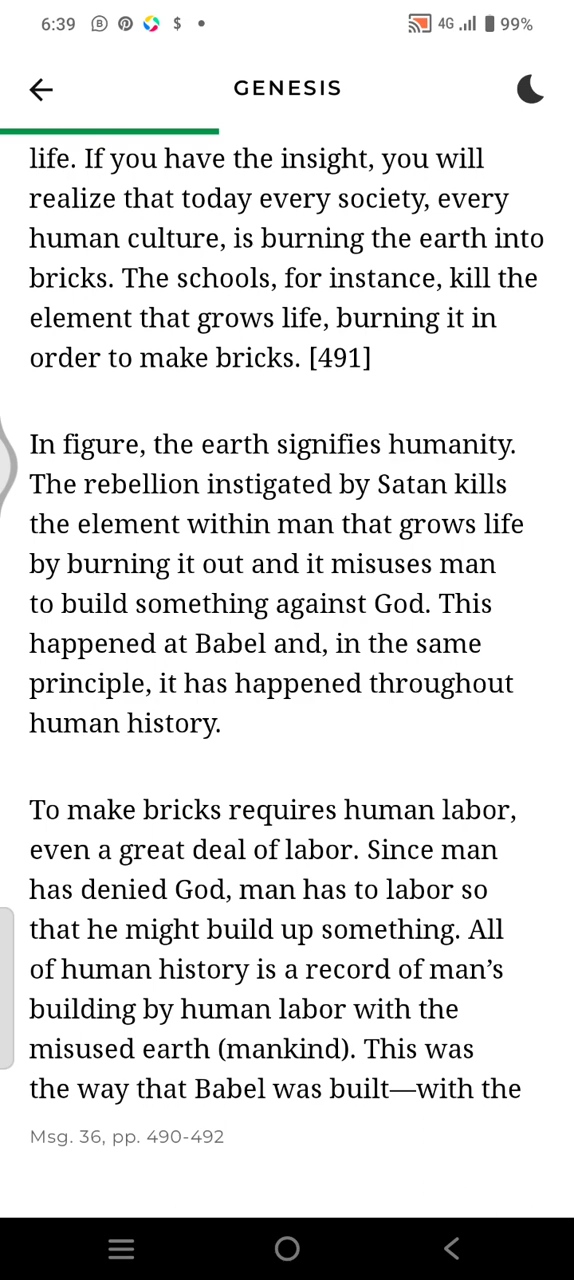 6:39 $ 4G 99%
GENESIS
life. If you have the insight, you will
realize that today every society, every
human culture, is burning the earth into
bricks. The schools, for instance, kill the
element that grows life, burning it in
order to make bricks. [491]
In figure, the earth signifies humanity.
The rebellion instigated by Satan kills
the element within man that grows life
by burning it out and it misuses man
to build something against God. This
happened at Babel and, in the same
principle, it has happened throughout
human history.
To make bricks requires human labor,
even a great deal of labor. Since man
has denied God, man has to labor so
that he might build up something. All
of human history is a record of man’s
building by human labor with the
misused earth (mankind). This was
the way that Babel was built—with the
Msg. 36, pp. 490-492